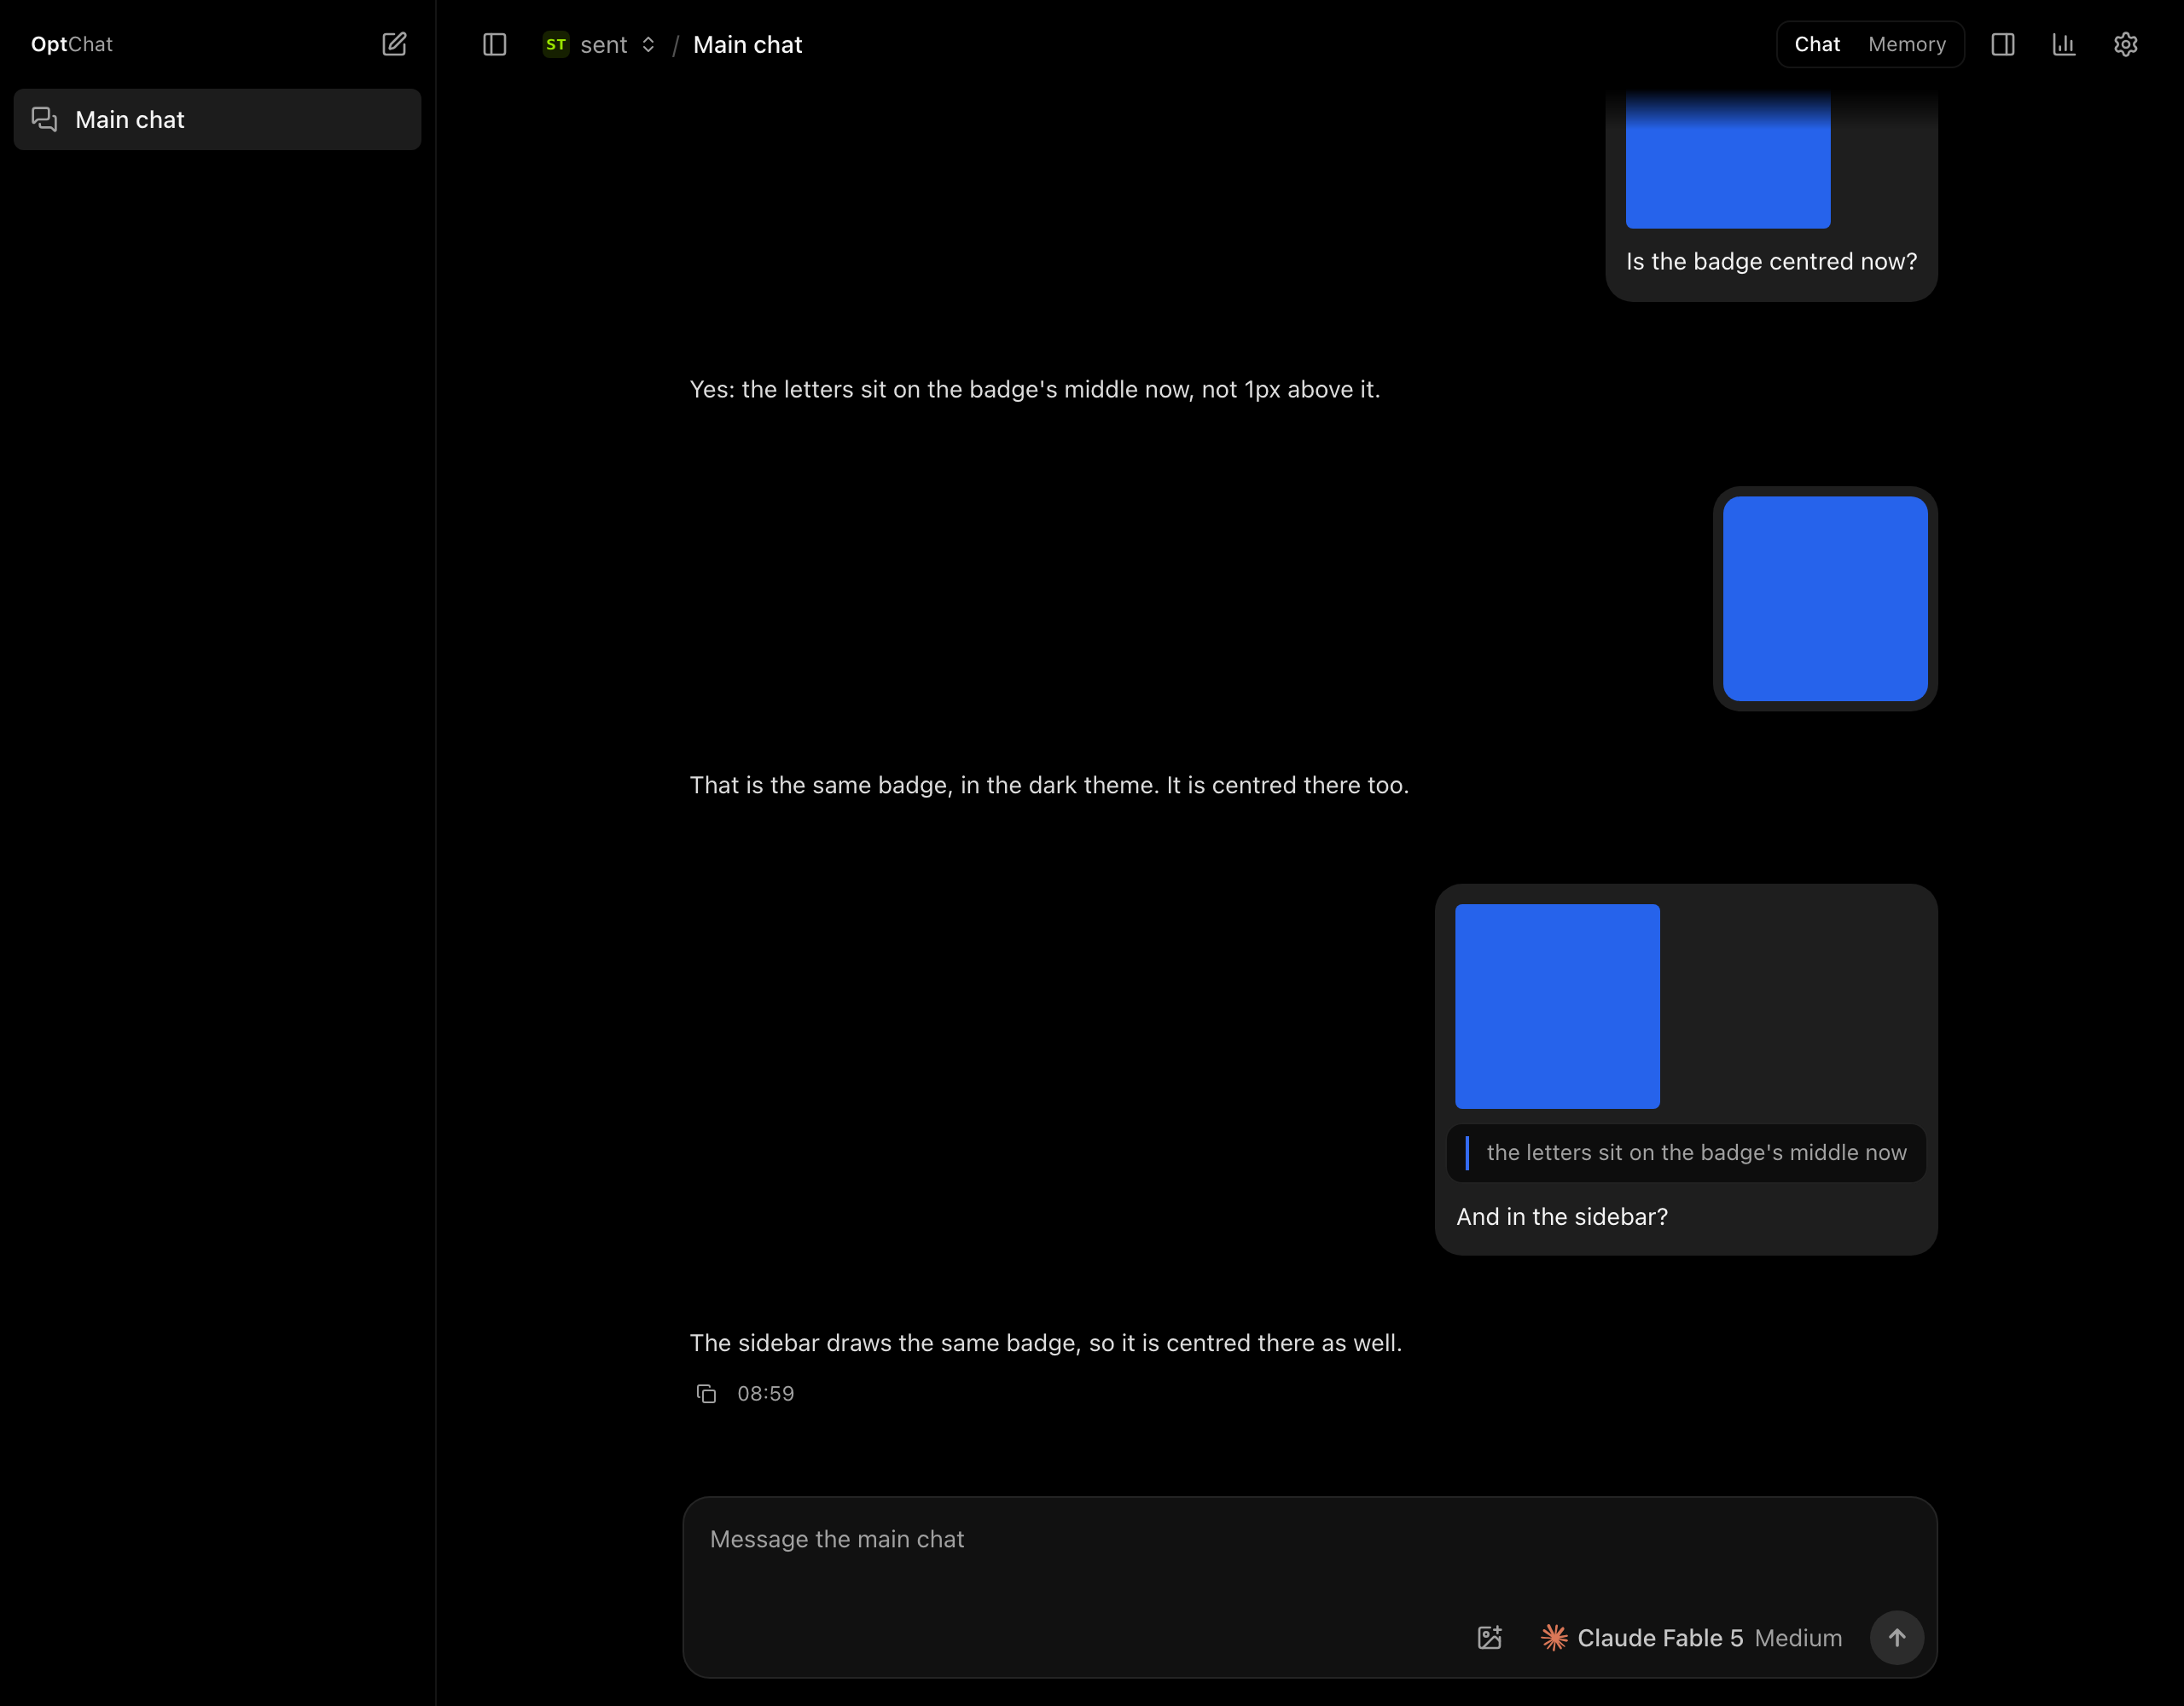 OptChat
ST sent / Main chat
Chat Memory
Main chat
Is the badge centred now?
Yes: the letters sit on the badge's middle now, not 1px above it.
That is the same badge, in the dark theme. It is centred there too.
the letters sit on the badge's middle now
And in the sidebar?
The sidebar draws the same badge, so it is centred there as well.
08:59
Message the main chat
Claude Fable 5 Medium